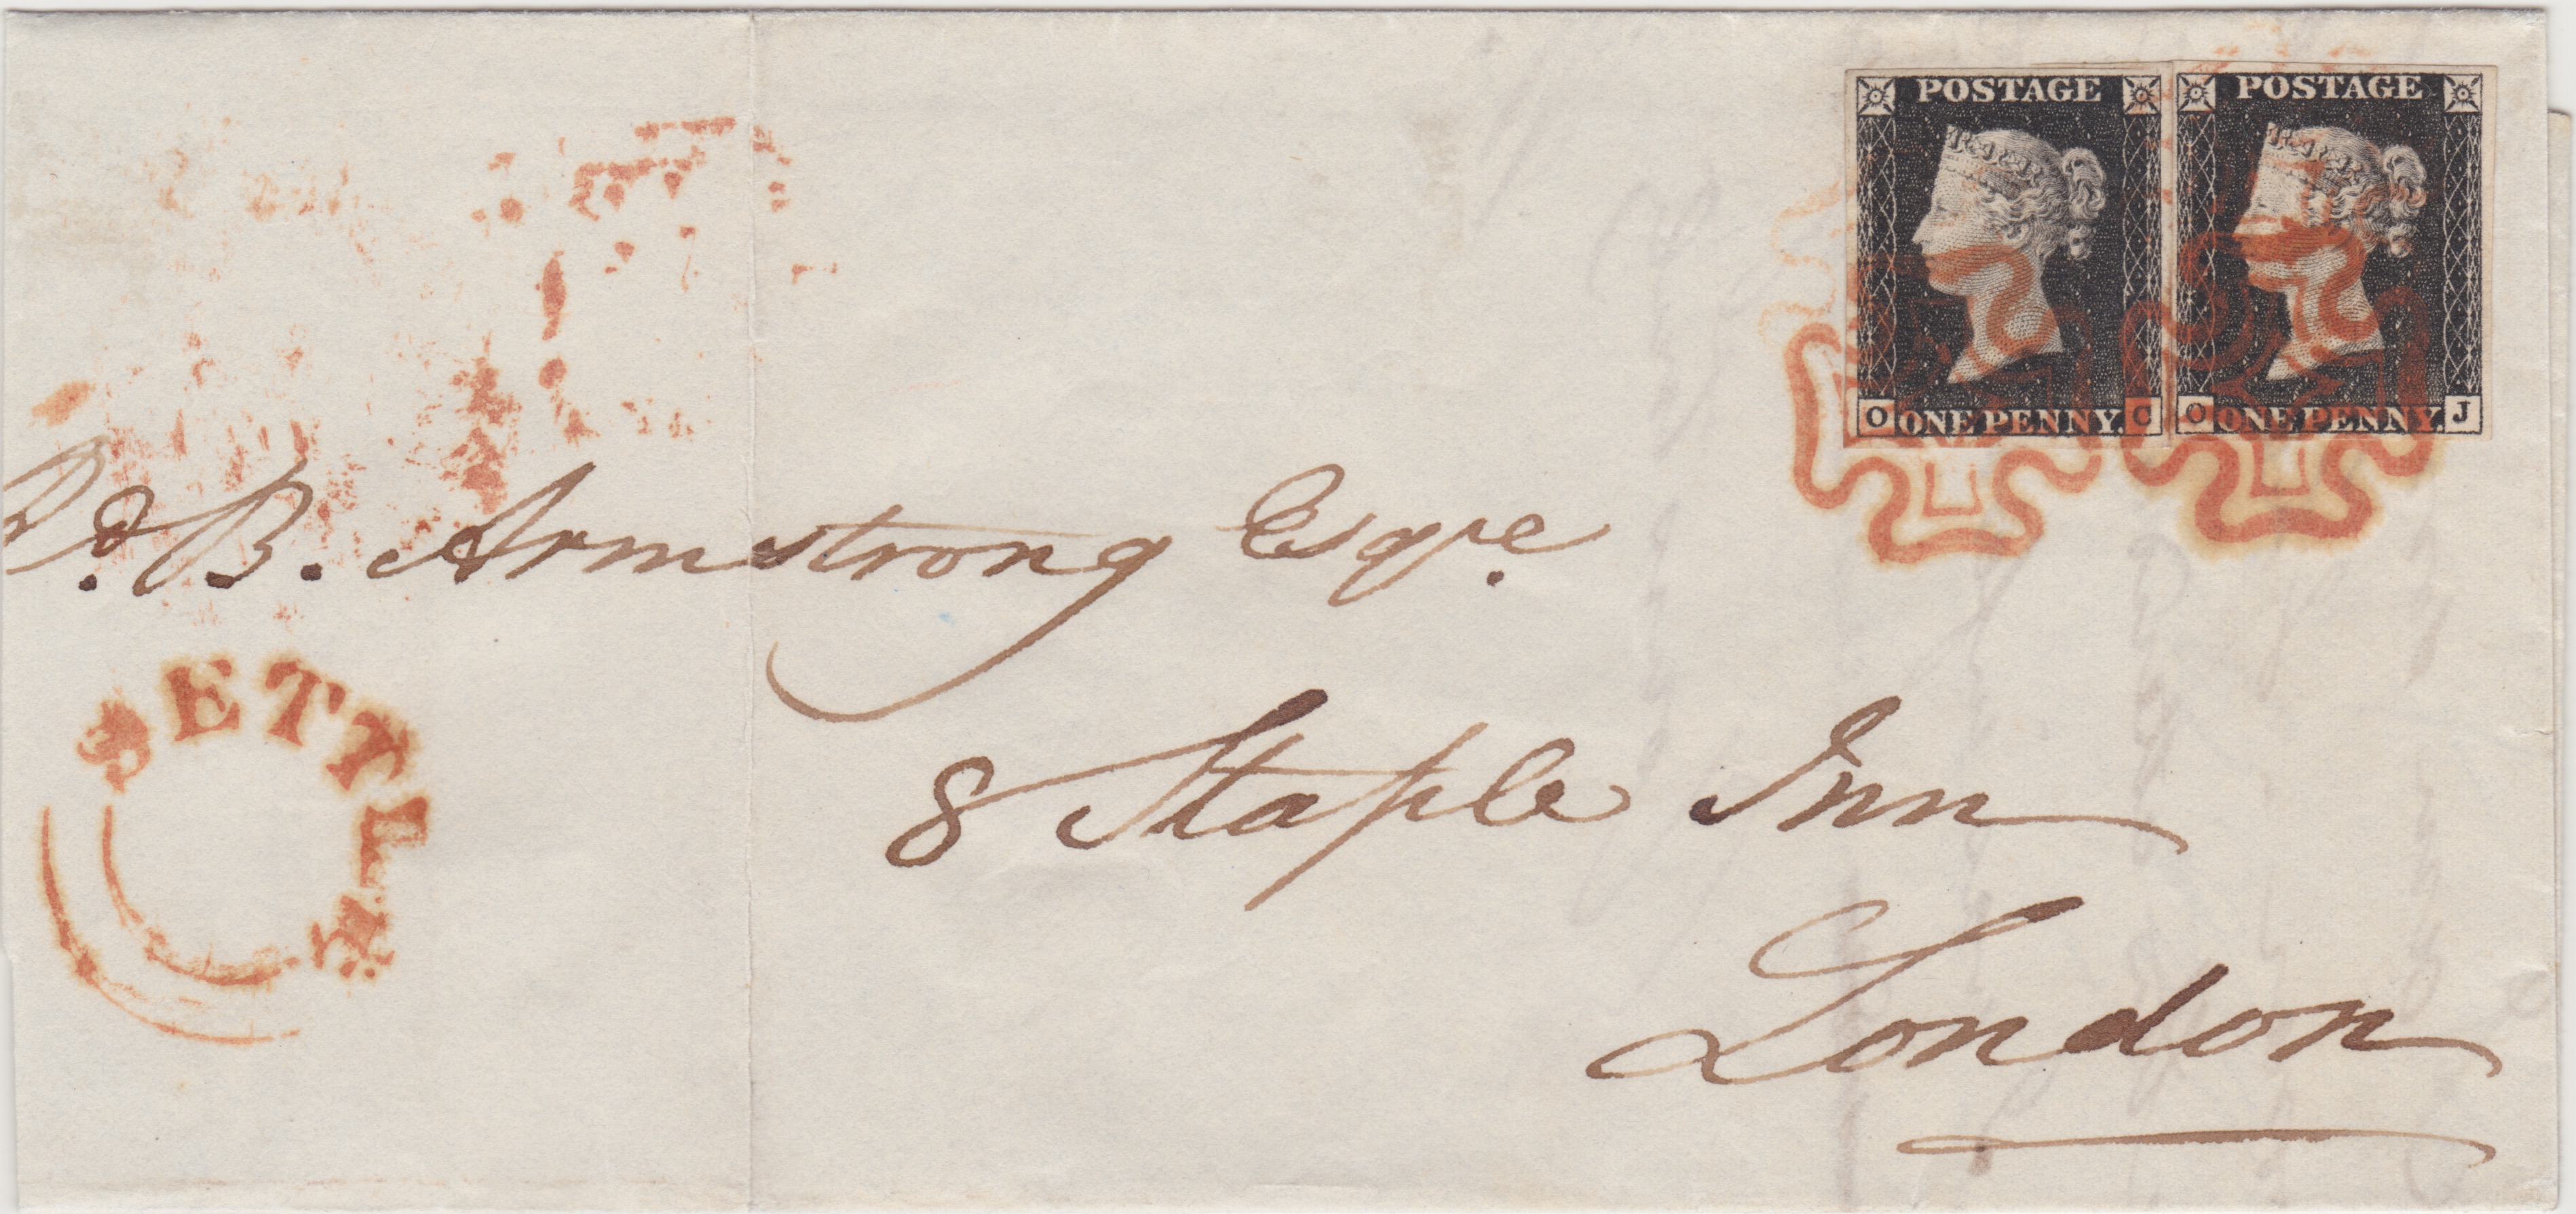 POSTAGE POSTAGE
O ONE PENNY. C O ONE PENNY. J
R. B. Armstrong Esqre.
SETTLE
8 Staple Inn
London